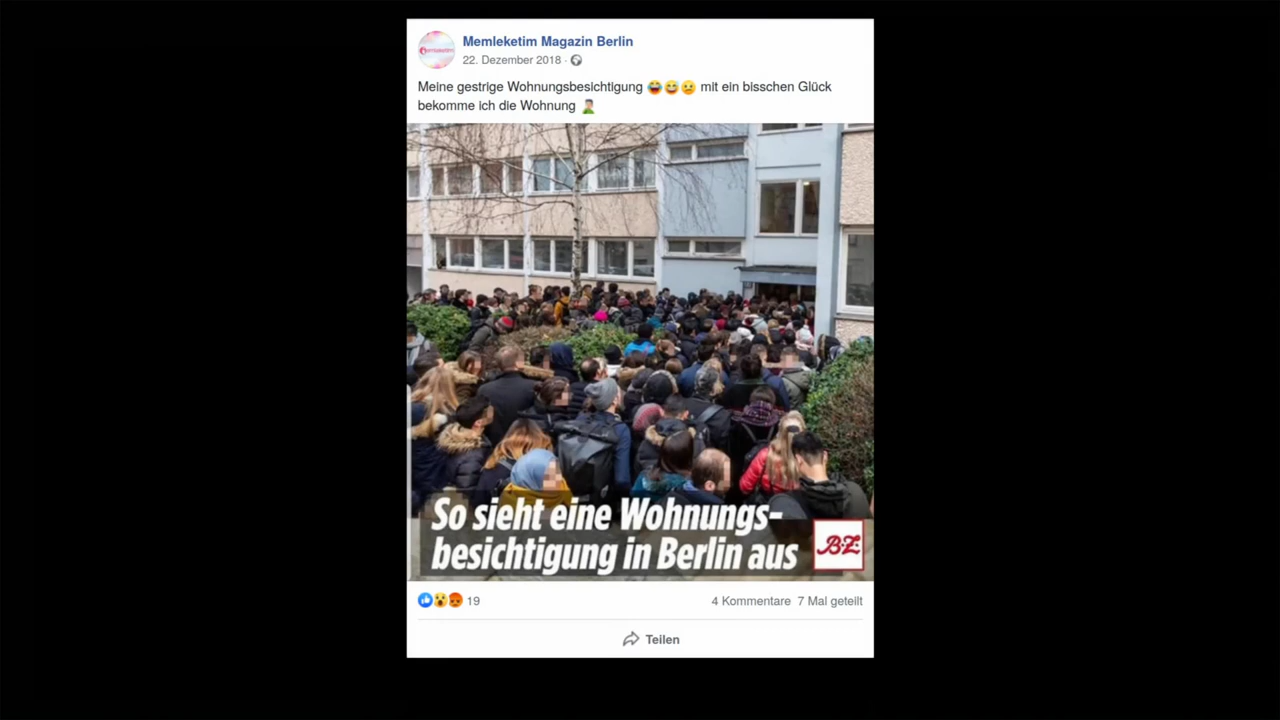 Memleketim Magazin Berlin
22. Dezember 2018 ·
Meine gestrige Wohnungsbesichtigung 😂😅🤒 mit ein bisschen Glück
bekomme ich die Wohnung 🤦‍♂️
So sieht eine Wohnungs-
besichtigung in Berlin aus
B.Z.
19
4 Kommentare 7 Mal geteilt
Teilen